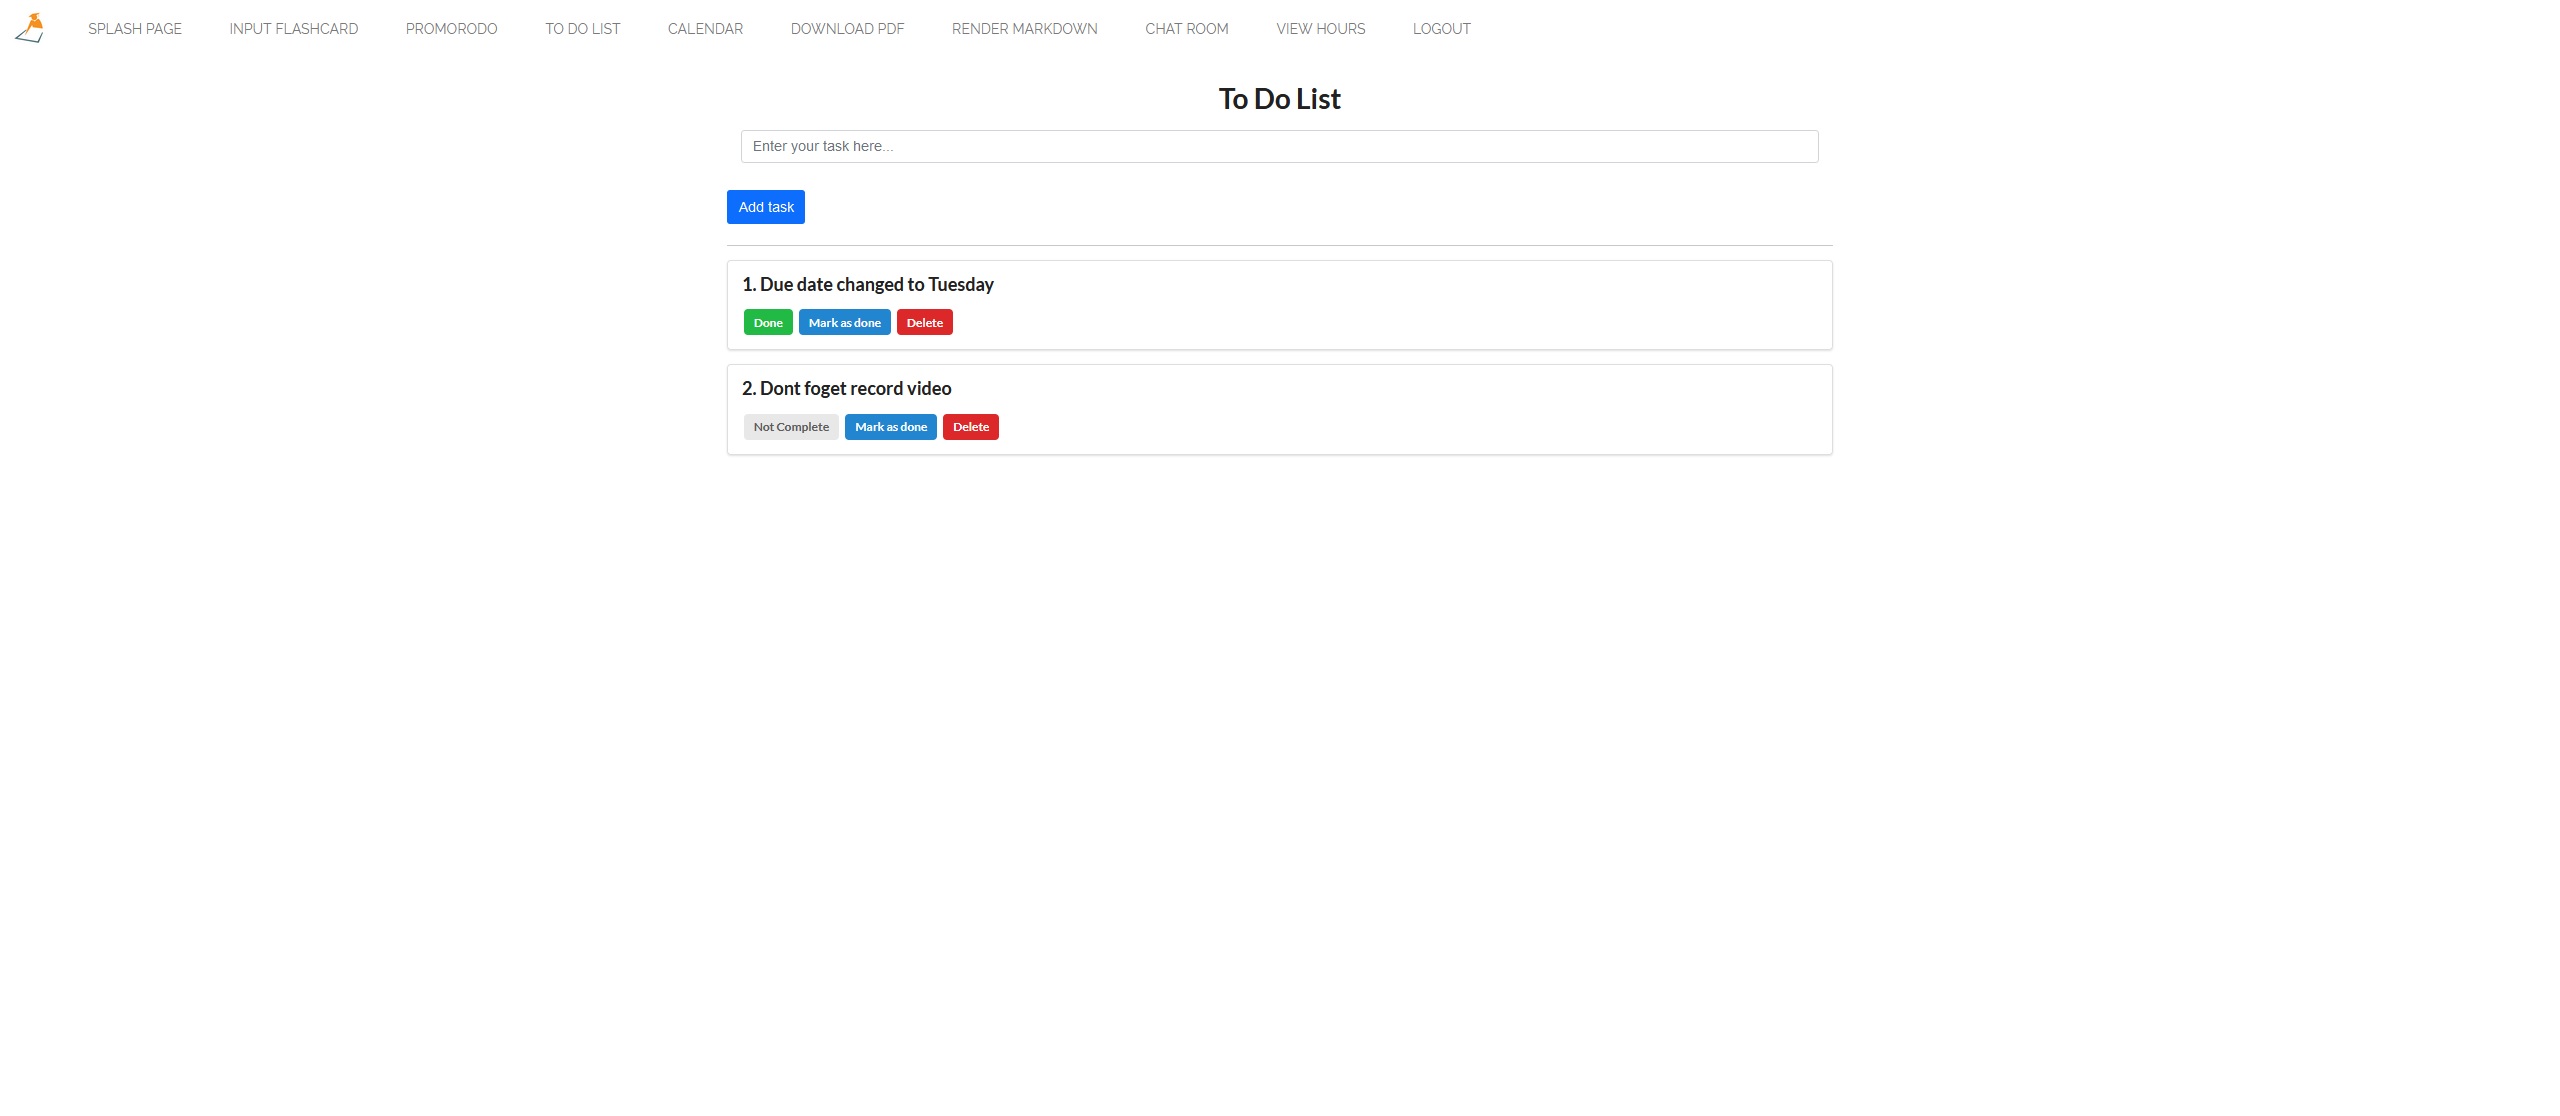 SPLASH PAGE INPUT FLASHCARD PROMORODO TO DO LIST CALENDAR DOWNLOAD PDF RENDER MARKDOWN CHAT ROOM VIEW HOURS LOGOUT
To Do List
Enter your task here...
Add task
1. Due date changed to Tuesday
Done Mark as done Delete
2. Dont foget record video
Not Complete Mark as done Delete